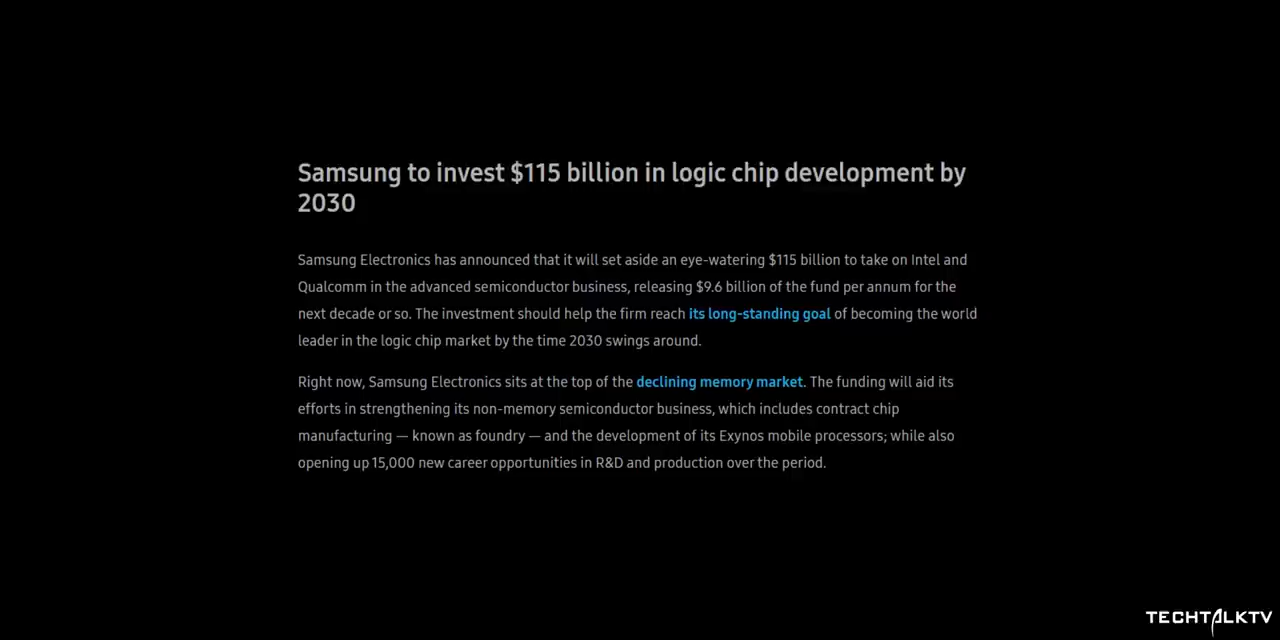 Samsung to invest $115 billion in logic chip development by
2030
Samsung Electronics has announced that it will set aside an eye-watering $115 billion to take on Intel and
Qualcomm in the advanced semiconductor business, releasing $9.6 billion of the fund per annum for the
next decade or so. The investment should help the firm reach its long-standing goal of becoming the world
leader in the logic chip market by the time 2030 swings around.
Right now, Samsung Electronics sits at the top of the declining memory market. The funding will aid its
efforts in strengthening its non-memory semiconductor business, which includes contract chip
manufacturing — known as foundry — and the development of its Exynos mobile processors; while also
opening up 15,000 new career opportunities in R&D and production over the period.
TECHTALKTV